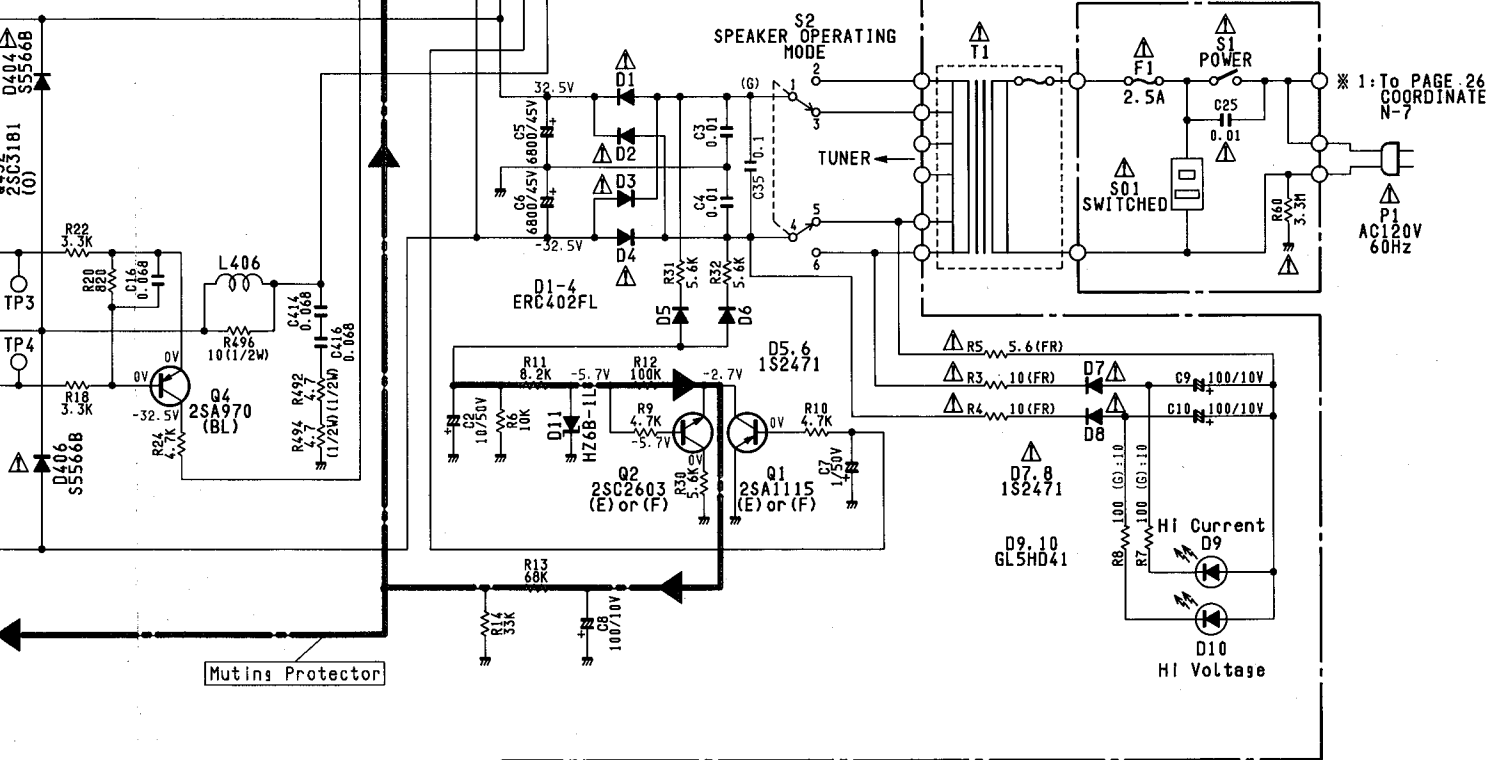 D404
S5566B
2SC3181
(O)
R22
3.3K
R20
820
C16
0.068
TP3
TP4
R18
3.3K
0V
0V
-32.5V
Q4
2SA970
(BL)
R24
4.7K
D406
S5566B
L406
R496
10(1/2W)
C414
0.068
C416
0.068
R492
4.7
(1/2W)
R494
4.7
(1/2W)
Muting Protector
32.5V
D1
D2
D3
D4
-32.5V
C5
6800/45V
+
C6
6800/45V
+
D1-4
ERC402FL
C3
0.01
C4
0.01
(G)
C35
0.1
R31
5.6K
R32
5.6K
D5
D6
D5,6
1S2471
S2
SPEAKER OPERATING
MODE
1
2
3
4
5
6
TUNER
T1
F1
2.5A
S1
POWER
C25
0.01
SO1
SWITCHED
R60
3.3M
※ 1:To PAGE 26
COORDINATE
N-7
P1
AC120V
60Hz
R11
8.2K
-5.7V
R12
100K
-2.7V
C2
10/50V
+
R6
10K
D11
HZ6B-1L
R9
4.7K
-5.7V
0V
Q2
2SC2603
(E)or(F)
R30
5.6K
0V
Q1
2SA1115
(E)or(F)
R10
4.7K
C7
1/50V
+
R13
68K
R14
33K
C8
100/10V
+
R5
5.6(FR)
R3
10(FR)
R4
10(FR)
D7
D8
C9
100/10V
+
C10
100/10V
+
D7,8
1S2471
D9,10
GL5HD41
R8
100 (G):10
R7
100 (G):10
Hi Current
D9
D10
Hi Voltage